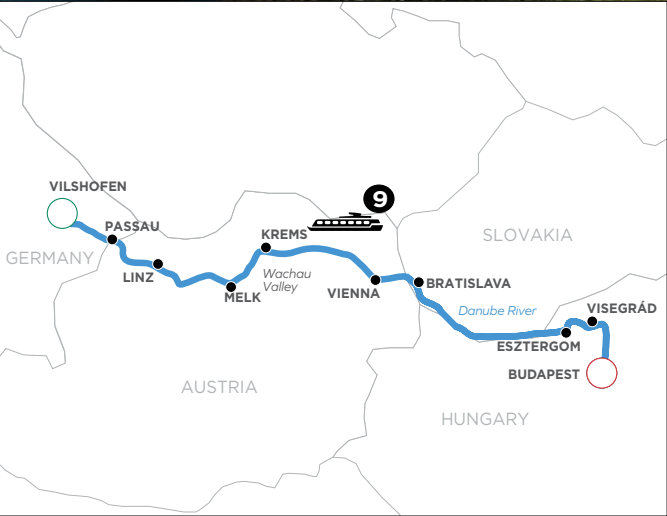 VILSHOFEN
9
PASSAU
KREMS
SLOVAKIA
GERMANY
LINZ
Wachau
Valley
MELK
VIENNA
BRATISLAVA
Danube River
VISEGRÁD
ESZTERGOM
BUDAPEST
AUSTRIA
HUNGARY